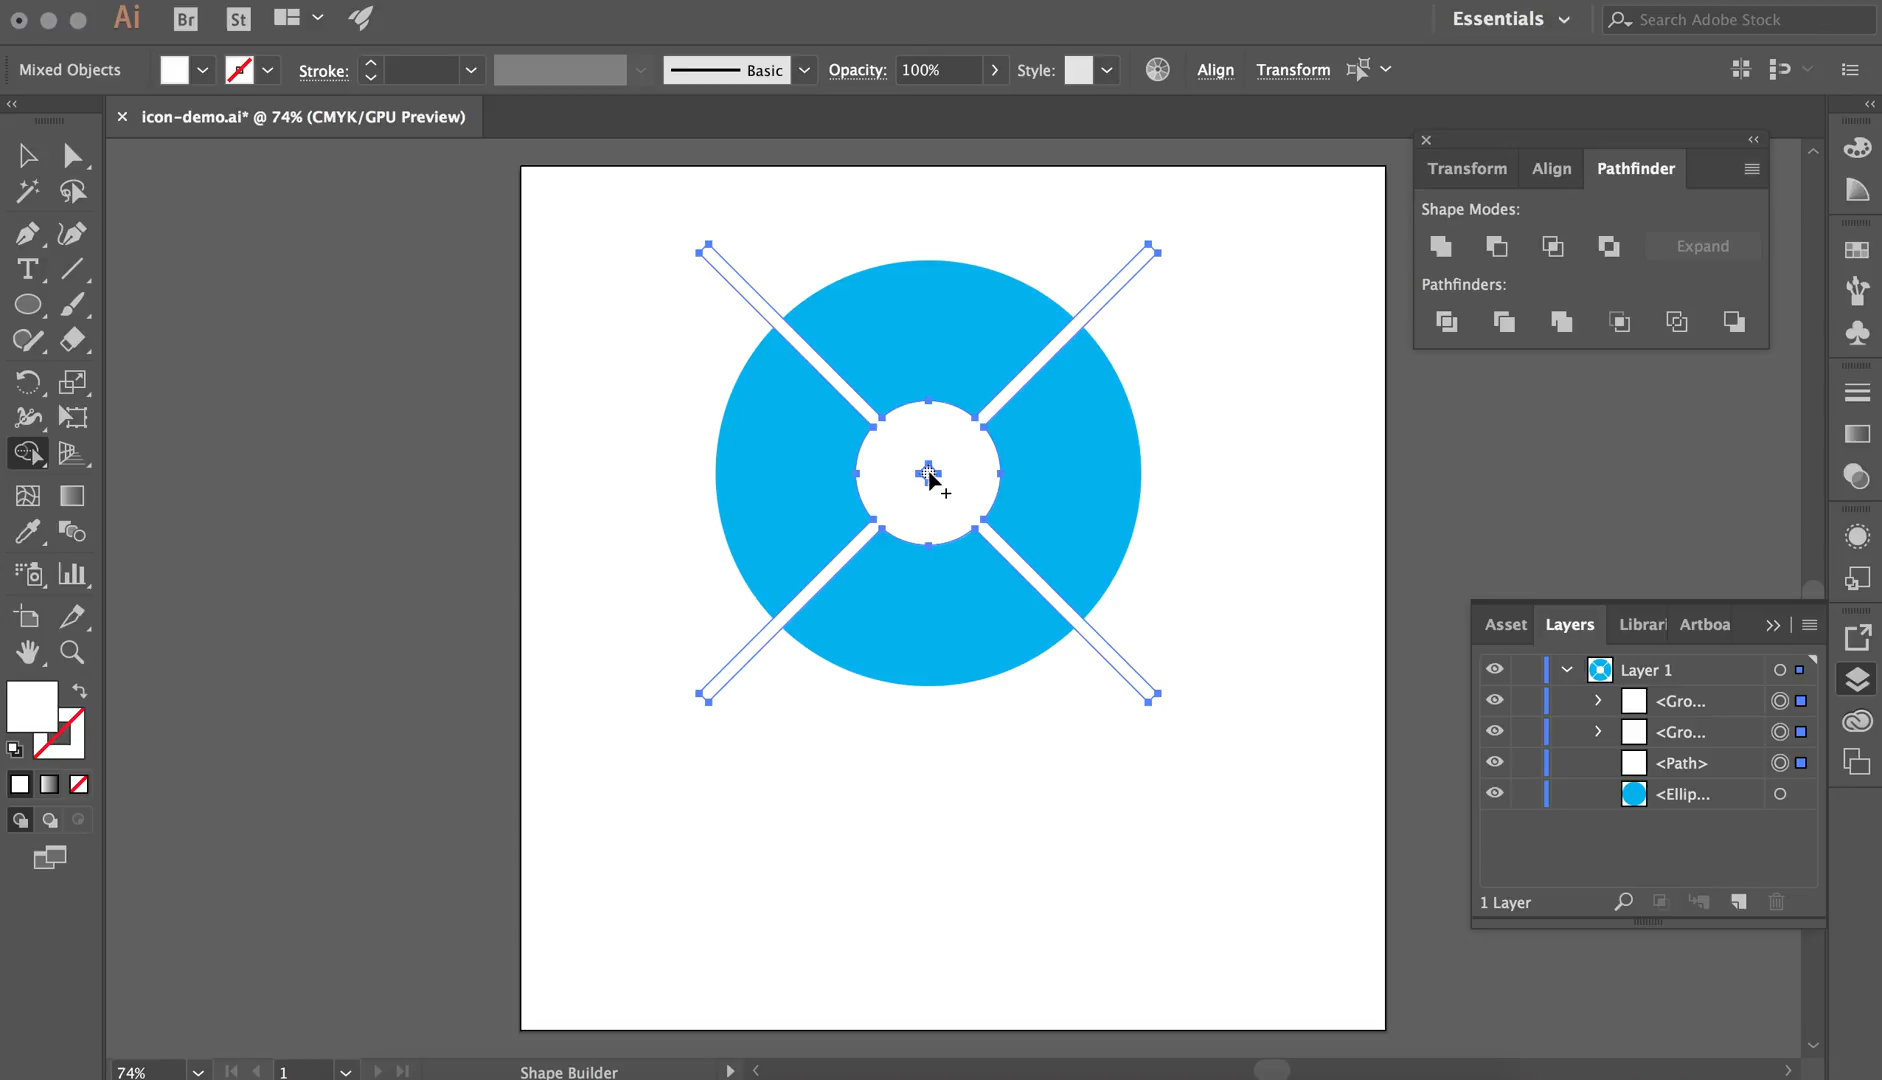 Ai Br St Essentials Search Adobe Stock
Mixed Objects Stroke: Basic Opacity: 100% Style: Align Transform
icon-demo.ai* @ 74% (CMYK/GPU Preview)
Transform Align Pathfinder
Shape Modes:
Expand
Pathfinders:
Asset Layers Librari Artboa
Layer 1
<Gro...
<Gro...
<Path>
<Ellip...
1 Layer
74% 1 Shape Builder